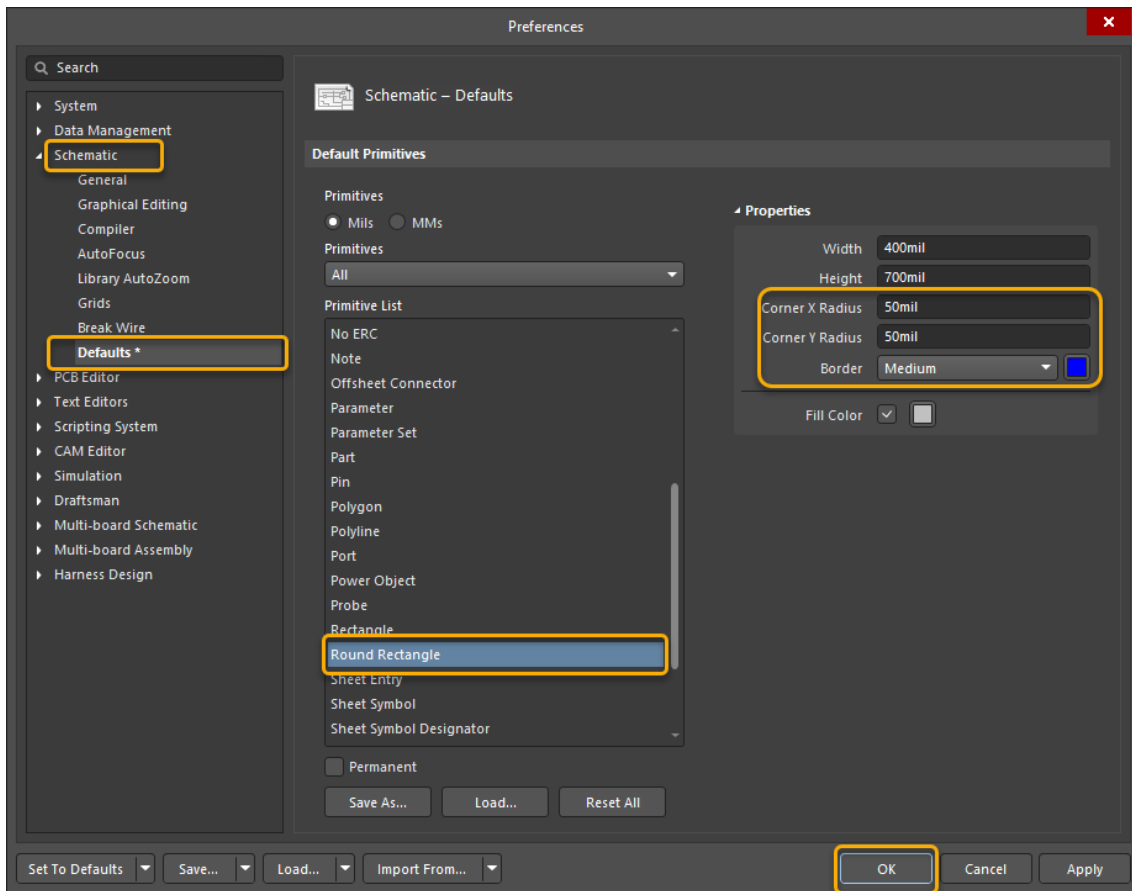 Preferences
Search
System
Data Management
Schematic
General
Graphical Editing
Compiler
AutoFocus
Library AutoZoom
Grids
Break Wire
Defaults *
PCB Editor
Text Editors
Scripting System
CAM Editor
Simulation
Draftsman
Multi-board Schematic
Multi-board Assembly
Harness Design
Schematic – Defaults
Default Primitives
Primitives
Mils MMs
Primitives
All
Primitive List
No ERC
Note
Offsheet Connector
Parameter
Parameter Set
Part
Pin
Polygon
Polyline
Port
Power Object
Probe
Rectangle
Round Rectangle
Sheet Entry
Sheet Symbol
Sheet Symbol Designator
Permanent
Save As... Load... Reset All
Properties
Width 400mil
Height 700mil
Corner X Radius 50mil
Corner Y Radius 50mil
Border Medium
Fill Color
Set To Defaults Save... Load... Import From... OK Cancel Apply